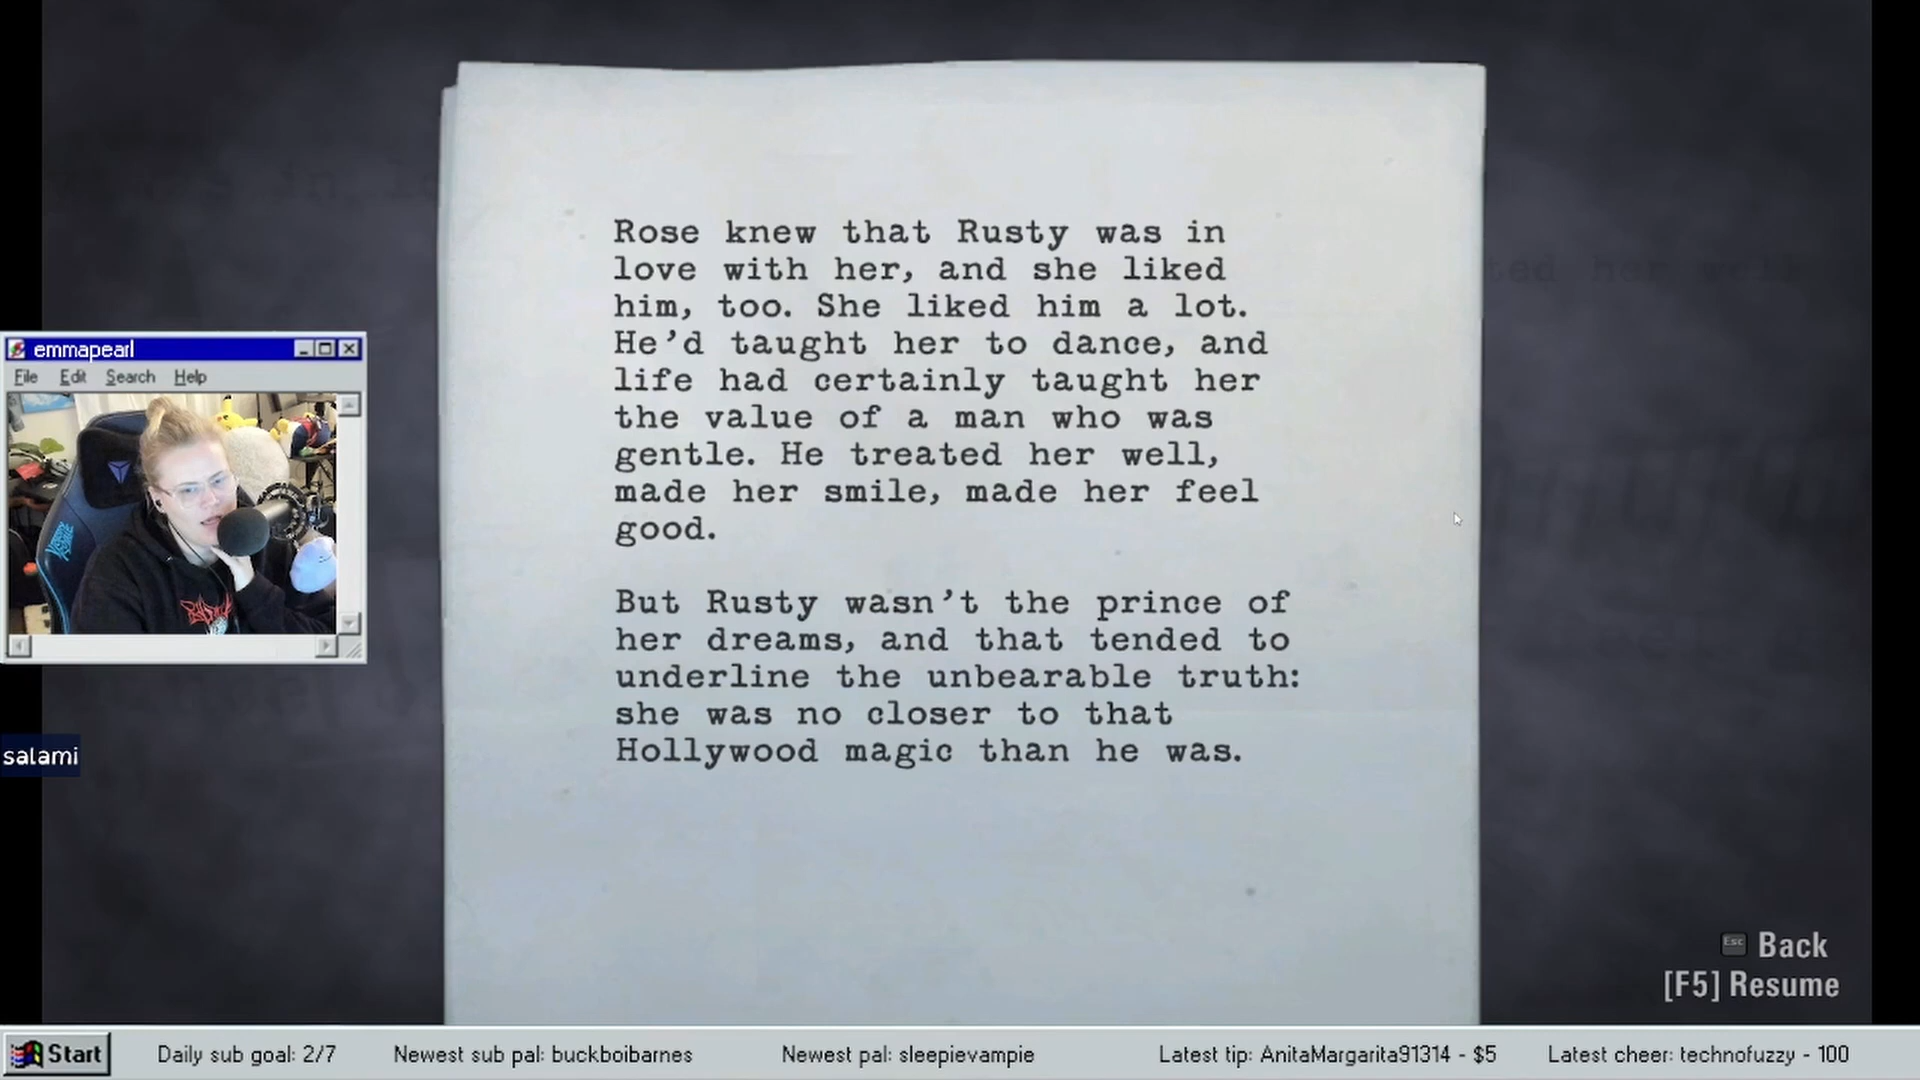 Rose knew that Rusty was in
love with her, and she liked
him, too. She liked him a lot.
He’d taught her to dance, and
life had certainly taught her
the value of a man who was
gentle. He treated her well,
made her smile, made her feel
good.
But Rusty wasn’t the prince of
her dreams, and that tended to
underline the unbearable truth:
she was no closer to that
Hollywood magic than he was.
emmapearl
File Edit Search Help
salami
Esc Back
[F5] Resume
Start
Daily sub goal: 2/7
Newest sub pal: buckboibarnes
Newest pal: sleepievampie
Latest tip: AnitaMargarita91314 - $5
Latest cheer: technofuzzy - 100